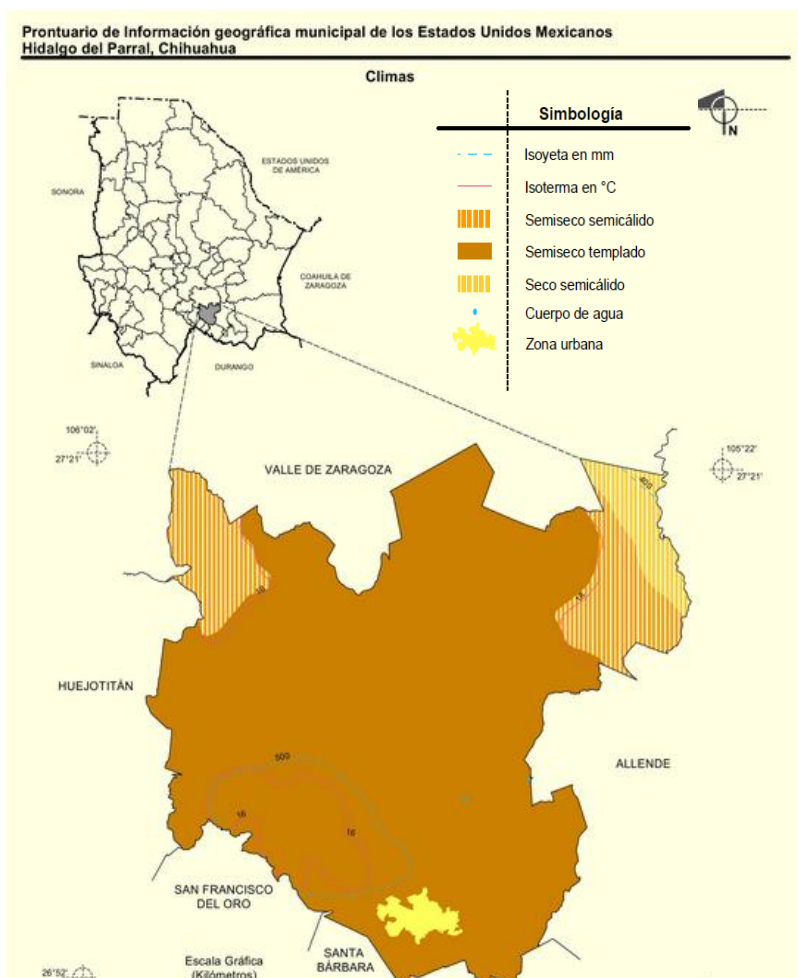 Prontuario de Información geográfica municipal de los Estados Unidos Mexicanos
Hidalgo del Parral, Chihuahua
Climas
Simbología
N
Isoyeta en mm
Isoterma en °C
Semiseco semicálido
Semiseco templado
Seco semicálido
Cuerpo de agua
Zona urbana
ESTADOS UNIDOS
DE AMÉRICA
SONORA
COAHUILA DE
ZARAGOZA
SINALOA
DURANGO
106°02'
27°21'
105°22'
27°21'
VALLE DE ZARAGOZA
400
18
18
HUEJOTITÁN
ALLENDE
500
16
16
SAN FRANCISCO
DEL ORO
SANTA
BÁRBARA
Escala Gráfica
(Kilómetros)
26°52'